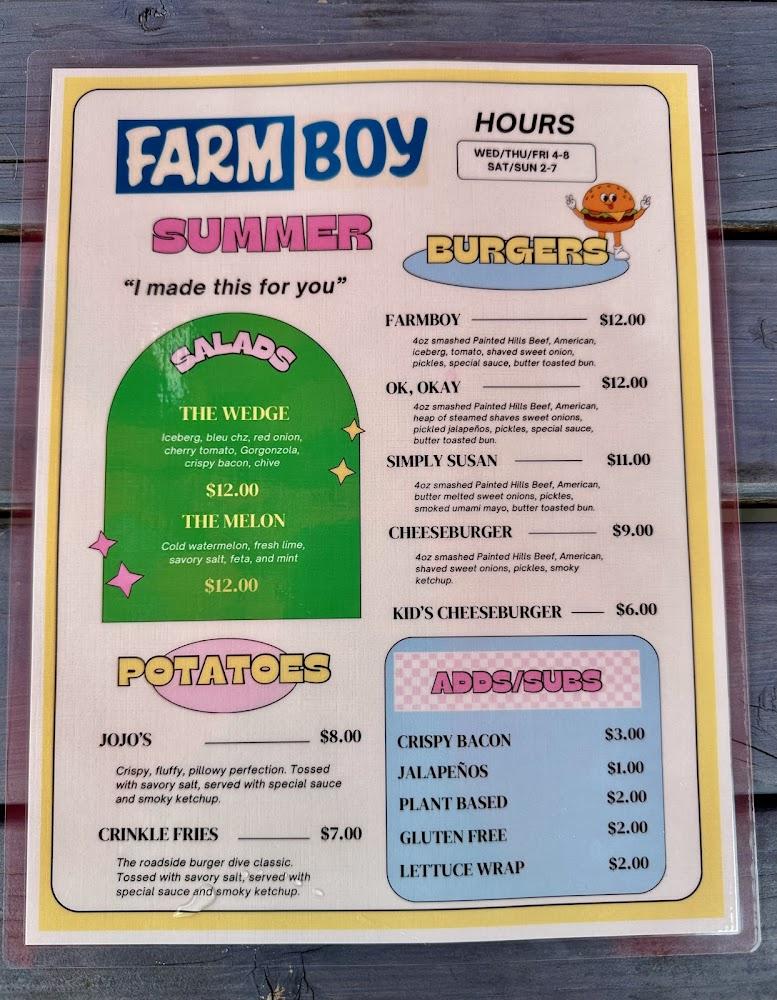 FARM BOY
HOURS
WED/THU/FRI 4-8
SAT/SUN 2-7
SUMMER
“I made this for you”
SALADS
THE WEDGE
Iceberg, bleu chz, red onion,
cherry tomato, Gorgonzola,
crispy bacon, chive
$12.00
THE MELON
Cold watermelon, fresh lime,
savory salt, feta, and mint
$12.00
POTATOES
JOJO'S $8.00
Crispy, fluffy, pillowy perfection. Tossed
with savory salt, served with special sauce
and smoky ketchup.
CRINKLE FRIES $7.00
The roadside burger dive classic.
Tossed with savory salt, served with
special sauce and smoky ketchup.
BURGERS
FARMBOY $12.00
4oz smashed Painted Hills Beef, American,
iceberg, tomato, shaved sweet onion,
pickles, special sauce, butter toasted bun.
OK, OKAY $12.00
4oz smashed Painted Hills Beef, American,
heap of steamed shaves sweet onions,
pickled jalapeños, pickles, special sauce,
butter toasted bun.
SIMPLY SUSAN $11.00
4oz smashed Painted Hills Beef, American,
butter melted sweet onions, pickles,
smoked umami mayo, butter toasted bun.
CHEESEBURGER $9.00
4oz smashed Painted Hills Beef, American,
shaved sweet onions, pickles, smoky
ketchup.
KID'S CHEESEBURGER $6.00
ADDS/SUBS
CRISPY BACON $3.00
JALAPEÑOS $1.00
PLANT BASED $2.00
GLUTEN FREE $2.00
LETTUCE WRAP $2.00